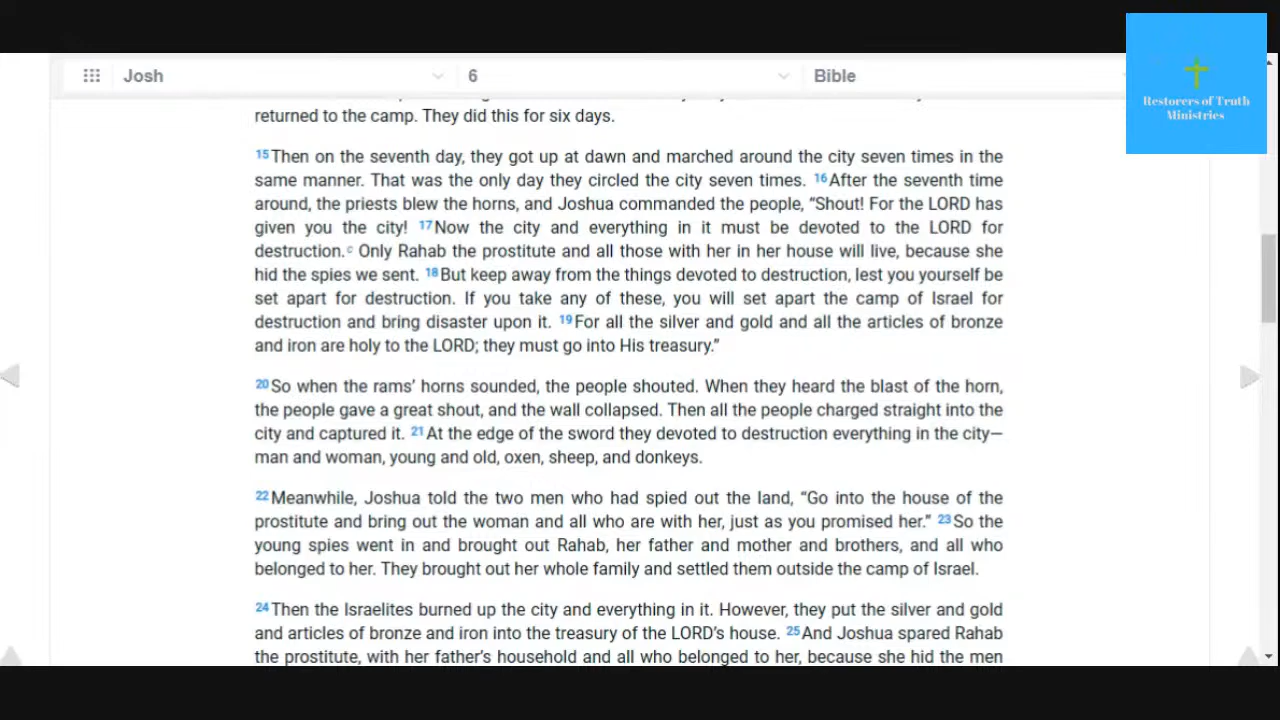 Josh
6
Bible
Restorers of Truth
Ministries
returned to the camp. They did this for six days.
15Then on the seventh day, they got up at dawn and marched around the city seven times in the
same manner. That was the only day they circled the city seven times. 16After the seventh time
around, the priests blew the horns, and Joshua commanded the people, “Shout! For the LORD has
given you the city! 17Now the city and everything in it must be devoted to the LORD for
destruction.c Only Rahab the prostitute and all those with her in her house will live, because she
hid the spies we sent. 18But keep away from the things devoted to destruction, lest you yourself be
set apart for destruction. If you take any of these, you will set apart the camp of Israel for
destruction and bring disaster upon it. 19For all the silver and gold and all the articles of bronze
and iron are holy to the LORD; they must go into His treasury.”
20So when the rams’ horns sounded, the people shouted. When they heard the blast of the horn,
the people gave a great shout, and the wall collapsed. Then all the people charged straight into the
city and captured it. 21At the edge of the sword they devoted to destruction everything in the city—
man and woman, young and old, oxen, sheep, and donkeys.
22Meanwhile, Joshua told the two men who had spied out the land, “Go into the house of the
prostitute and bring out the woman and all who are with her, just as you promised her.” 23So the
young spies went in and brought out Rahab, her father and mother and brothers, and all who
belonged to her. They brought out her whole family and settled them outside the camp of Israel.
24Then the Israelites burned up the city and everything in it. However, they put the silver and gold
and articles of bronze and iron into the treasury of the LORD’s house. 25And Joshua spared Rahab
the prostitute, with her father’s household and all who belonged to her, because she hid the men